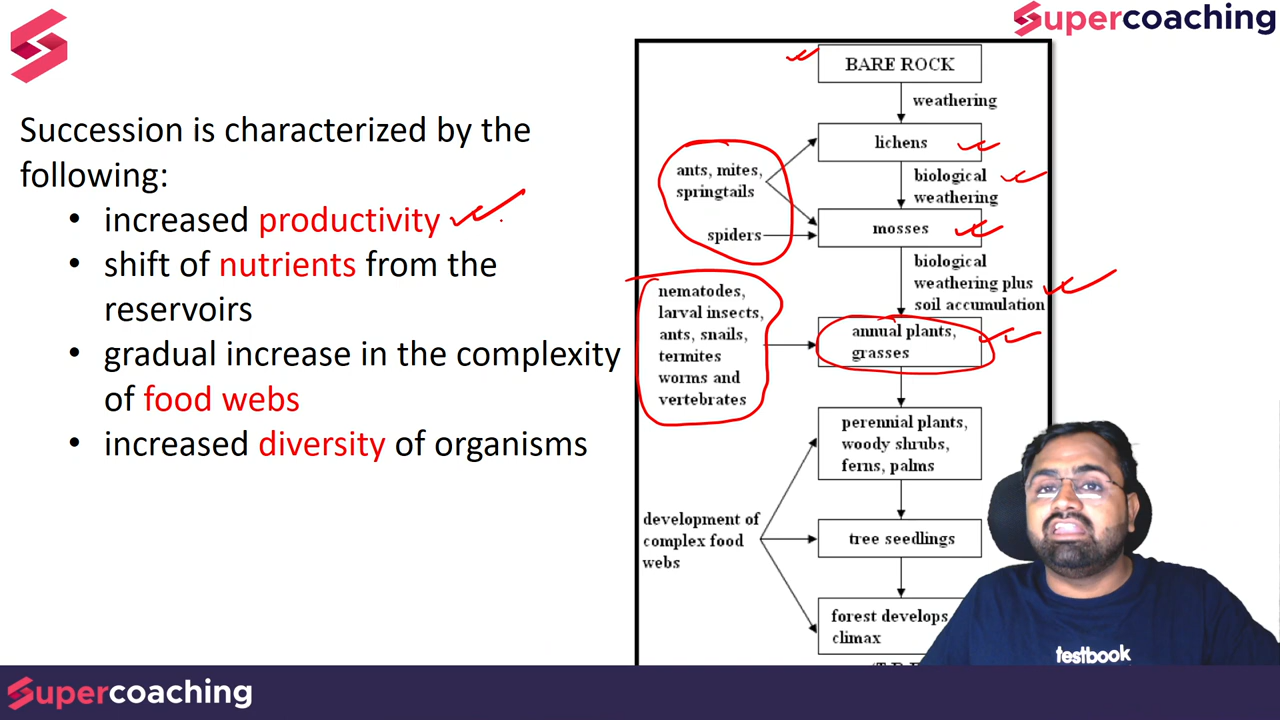 Supercoaching
Succession is characterized by the
following:
• increased productivity
• shift of nutrients from the
reservoirs
• gradual increase in the complexity
of food webs
• increased diversity of organisms
BARE ROCK
weathering
lichens
ants, mites,
springtails
biological
weathering
spiders
mosses
biological
weathering plus
soil accumulation
nematodes,
larval insects,
ants, snails,
termites
worms and
vertebrates
annual plants,
grasses
perennial plants,
woody shrubs,
ferns, palms
development of
complex food
webs
tree seedlings
forest develops
climax
testbook
Supercoaching